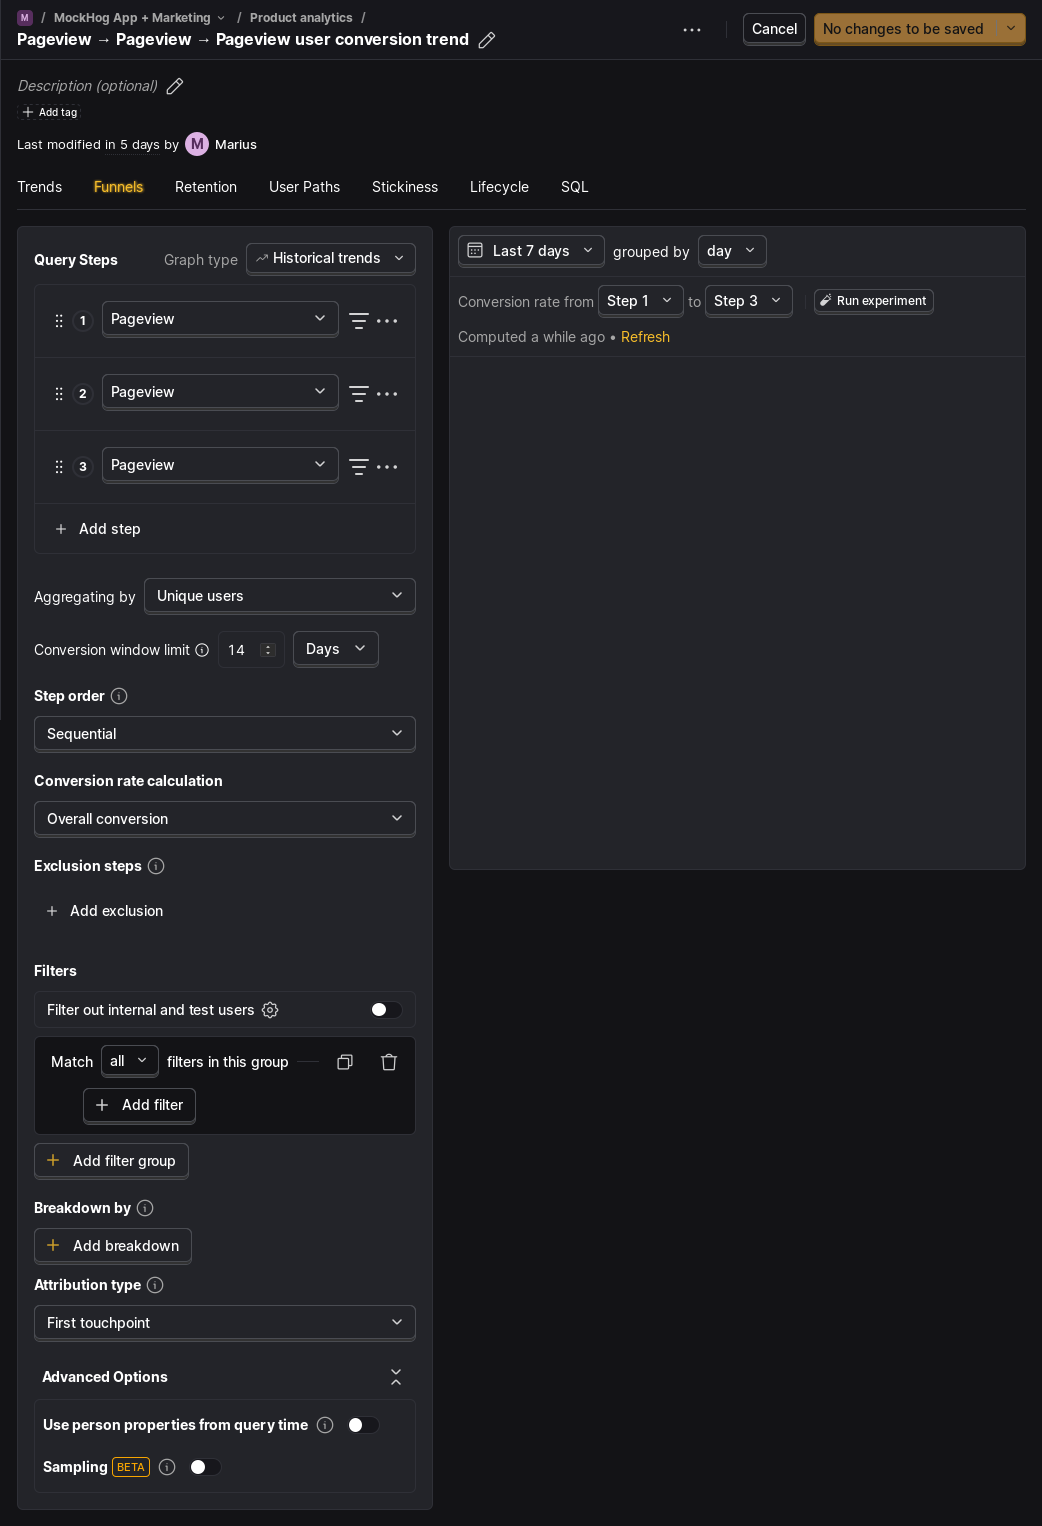 M / MockHog App + Marketing / Product analytics /
Pageview → Pageview → Pageview user conversion trend
Cancel
No changes to be saved
Description (optional)
Add tag
Last modified in 5 days by M Marius
Trends Funnels Retention User Paths Stickiness Lifecycle SQL
Query Steps Graph type Historical trends
1 Pageview
2 Pageview
3 Pageview
Add step
Aggregating by Unique users
Conversion window limit 14 Days
Step order
Sequential
Conversion rate calculation
Overall conversion
Exclusion steps
Add exclusion
Filters
Filter out internal and test users
Match all filters in this group
Add filter
Add filter group
Breakdown by
Add breakdown
Attribution type
First touchpoint
Advanced Options
Use person properties from query time
Sampling BETA
Last 7 days grouped by day
Conversion rate from Step 1 to Step 3 Run experiment
Computed a while ago • Refresh